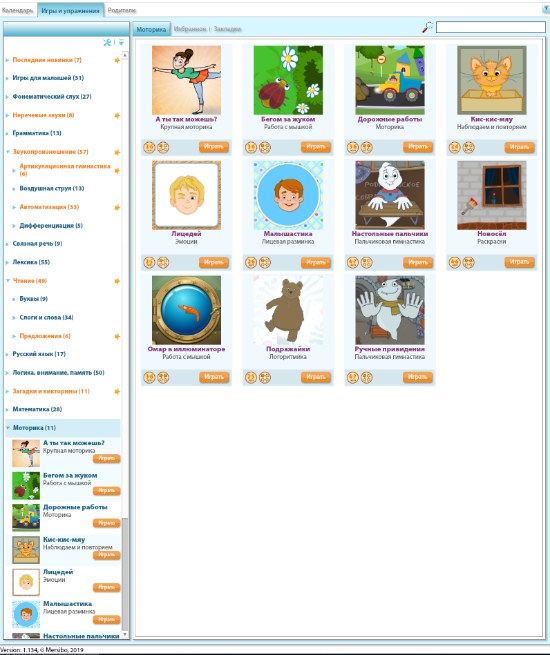 Календарь Игры и упражнения Родители
Моторика Избранное Закладки
Последние новинки (7)
Игры для малышей (31)
Фонематический слух (27)
Неречевые звуки (8)
Грамматика (13)
Звукопроизношение (57)
Артикуляционная гимнастика
(6)
Воздушная струя (13)
Автоматизация (33)
Дифференциация (5)
Связная речь (9)
Лексика (55)
Чтение (49)
Буквы (9)
Слоги и слова (34)
Предложения (6)
Русский язык (17)
Логика, внимание, память (50)
Загадки и викторины (11)
Математика (28)
Моторика (11)
А ты так можешь?
Крупная моторика
Играть
Бегом за жуком
Работа с мышкой
Играть
Дорожные работы
Моторика
Играть
Кис-кис-мяу
Наблюдаем и повторяем
Играть
Лицедей
Эмоции
Играть
Малышастика
Лицевая разминка
Играть
Настольные пальчики
А ты так можешь?
Крупная моторика
Играть
Бегом за жуком
Работа с мышкой
Играть
Дорожные работы
Моторика
Играть
Кис-кис-мяу
Наблюдаем и повторяем
Играть
Лицедей
Эмоции
Играть
Малышастика
Лицевая разминка
Играть
Настольные пальчики
Пальчиковая гимнастика
Играть
Новосёл
Раскраски
Играть
Омар в иллюминаторе
Работа с мышкой
Играть
Подражайки
Логоритмика
Играть
Ручные привидения
Пальчиковая гимнастика
Играть
Version: 1.134, © Mersibo, 2019